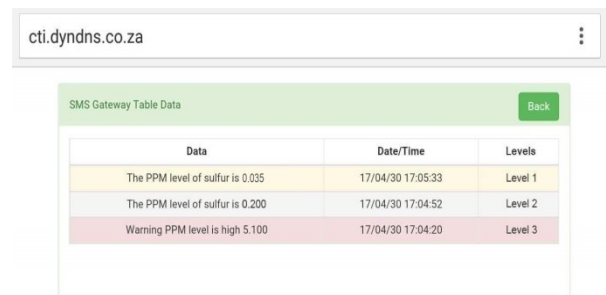 cti.dyndns.co.za
SMS Gateway Table Data Back
Data Date/Time Levels
The PPM level of sulfur is 0.035 17/04/30 17:05:33 Level 1
The PPM level of sulfur is 0.200 17/04/30 17:04:52 Level 2
Warning PPM level is high 5.100 17/04/30 17:04:20 Level 3